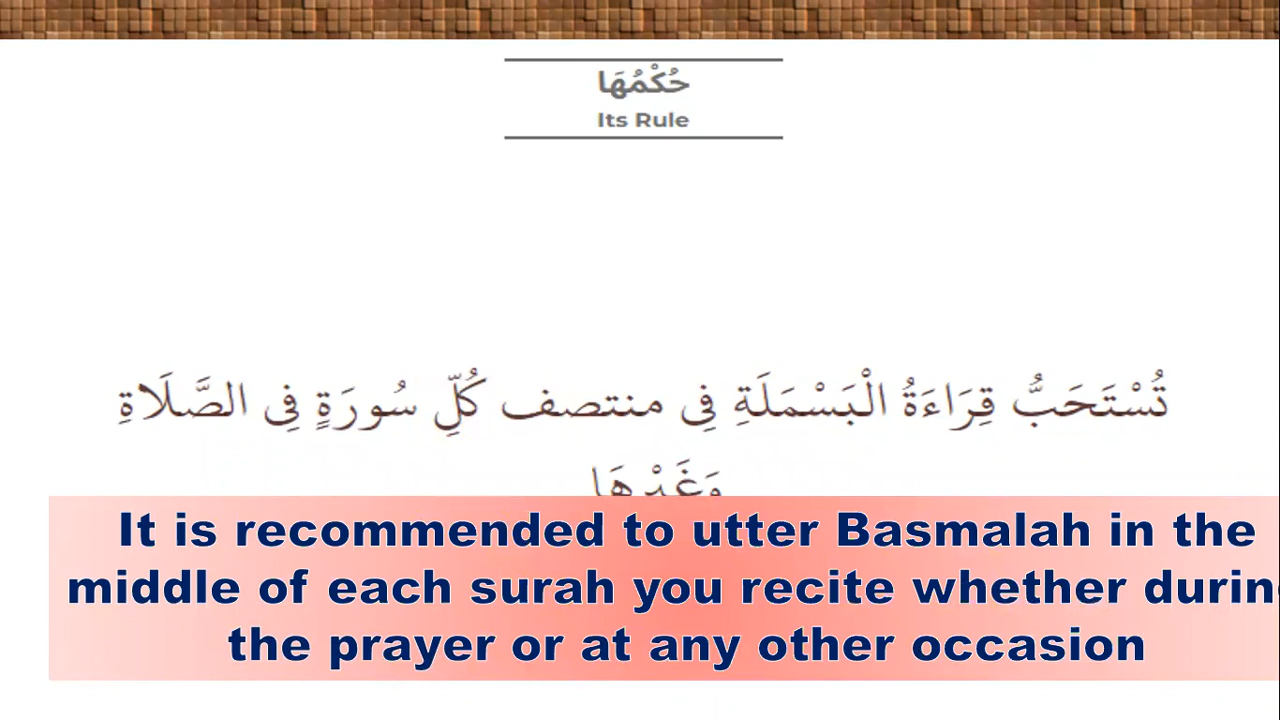 حُكْمُهَا
Its Rule
تُسْتَحَبُّ قِرَاءَةُ الْبَسْمَلَةِ فِي منتصف كُلِّ سُورَةٍ فِي الصَّلَاةِ
وَغَيْرِهَا
It is recommended to utter Basmalah in the
middle of each surah you recite whether durin
the prayer or at any other occasion